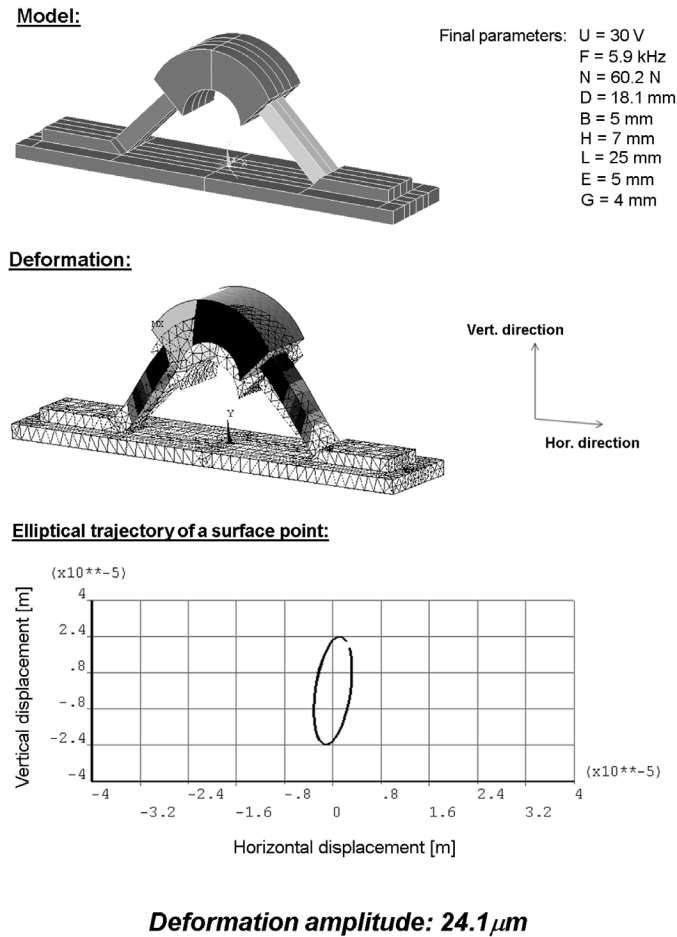 Model:
Final parameters: U = 30 V
F = 5.9 kHz
N = 60.2 N
D = 18.1 mm
B = 5 mm
H = 7 mm
L = 25 mm
E = 5 mm
G = 4 mm
Deformation:
MX
Y
Vert. direction
Hor. direction
Elliptical trajectory of a surface point:
(x10**-5)
Vertical displacement [m]
4
2.4
.8
-.8
-2.4
-4
-4 -2.4 -.8 .8 2.4 4 (x10**-5)
-3.2 -1.6 0 1.6 3.2
Horizontal displacement [m]
Deformation amplitude: 24.1μm